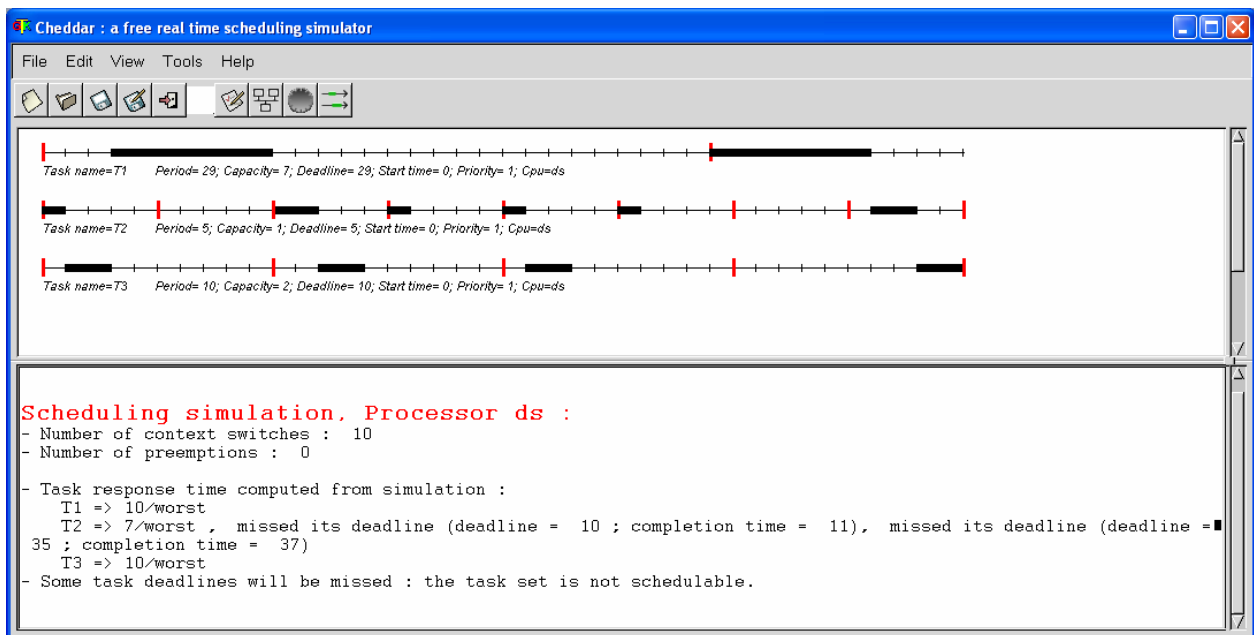 Cheddar : a free real time scheduling simulator
File Edit View Tools Help
Task name=T1 Period= 29; Capacity= 7; Deadline= 29; Start time= 0; Priority= 1; Cpu=ds
Task name=T2 Period= 5; Capacity= 1; Deadline= 5; Start time= 0; Priority= 1; Cpu=ds
Task name=T3 Period= 10; Capacity= 2; Deadline= 10; Start time= 0; Priority= 1; Cpu=ds
Scheduling simulation, Processor ds :
- Number of context switches : 10
- Number of preemptions : 0
- Task response time computed from simulation :
T1 => 10/worst
T2 => 7/worst , missed its deadline (deadline = 10 ; completion time = 11), missed its deadline (deadline =
35 ; completion time = 37)
T3 => 10/worst
- Some task deadlines will be missed : the task set is not schedulable.